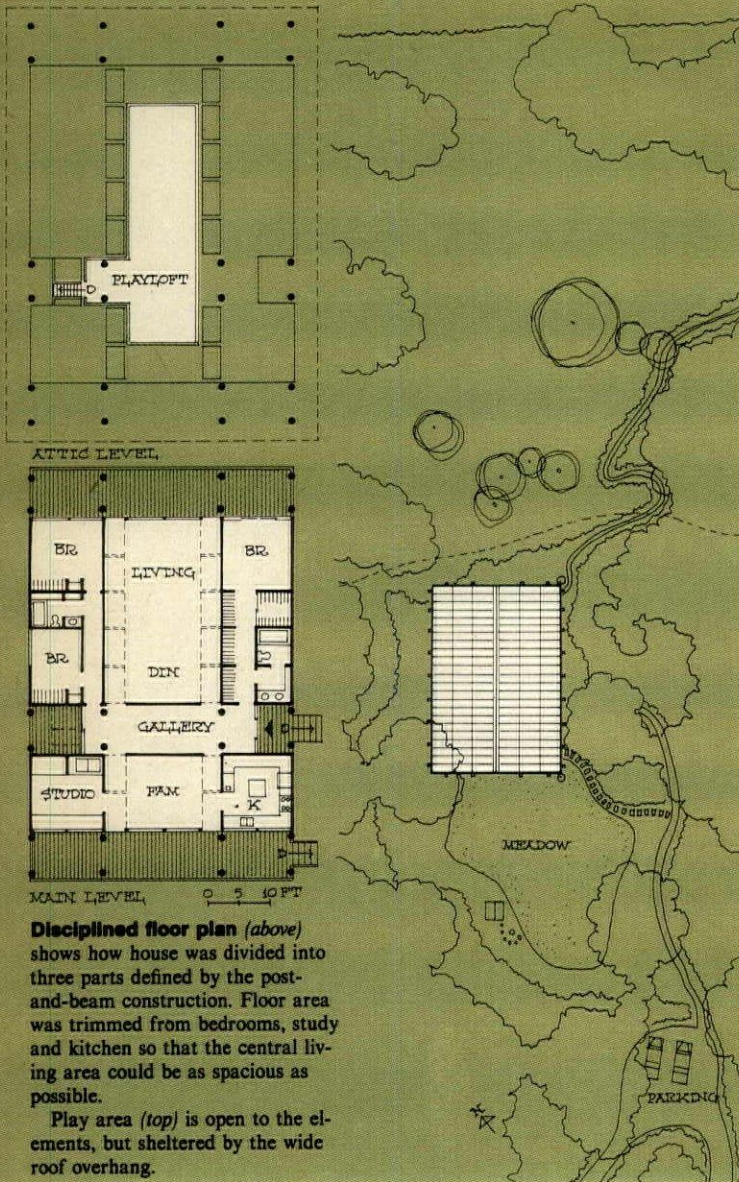 PLAYLOFT
D
ATTIC LEVEL
BR
LIVING
BR
BR
DIN
GALLERY
D
STUDIO
FAM
K
D
MAIN LEVEL
0 5 10 FT
Disciplined floor plan (above)
shows how house was divided into
three parts defined by the post-
and-beam construction. Floor area
was trimmed from bedrooms, study
and kitchen so that the central liv-
ing area could be as spacious as
possible.
Play area (top) is open to the el-
ements, but sheltered by the wide
roof overhang.
MEADOW
PARKING